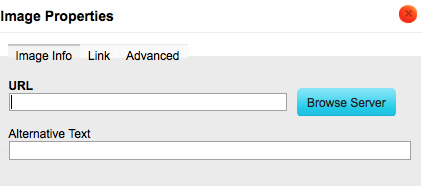 Image Properties
Image Info Link Advanced
URL
Browse Server
Alternative Text